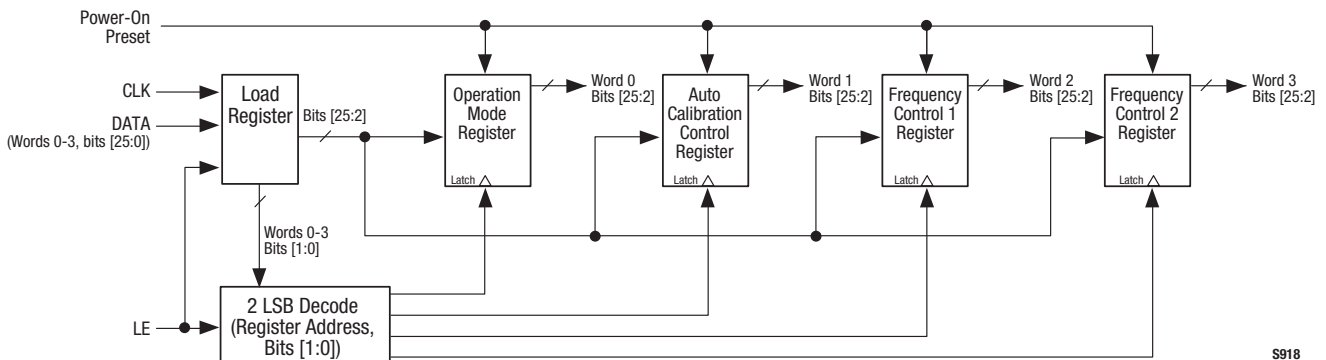 Power-On
Preset
CLK
DATA
(Words 0-3, bits [25:0])
LE
Load
Register
Bits [25:2]
Words 0-3
Bits [1:0]
2 LSB Decode
(Register Address,
Bits [1:0])
Operation
Mode
Register
Latch
Word 0
Bits [25:2]
Auto
Calibration
Control
Register
Latch
Word 1
Bits [25:2]
Frequency
Control 1
Register
Latch
Word 2
Bits [25:2]
Frequency
Control 2
Register
Latch
Word 3
Bits [25:2]
S918